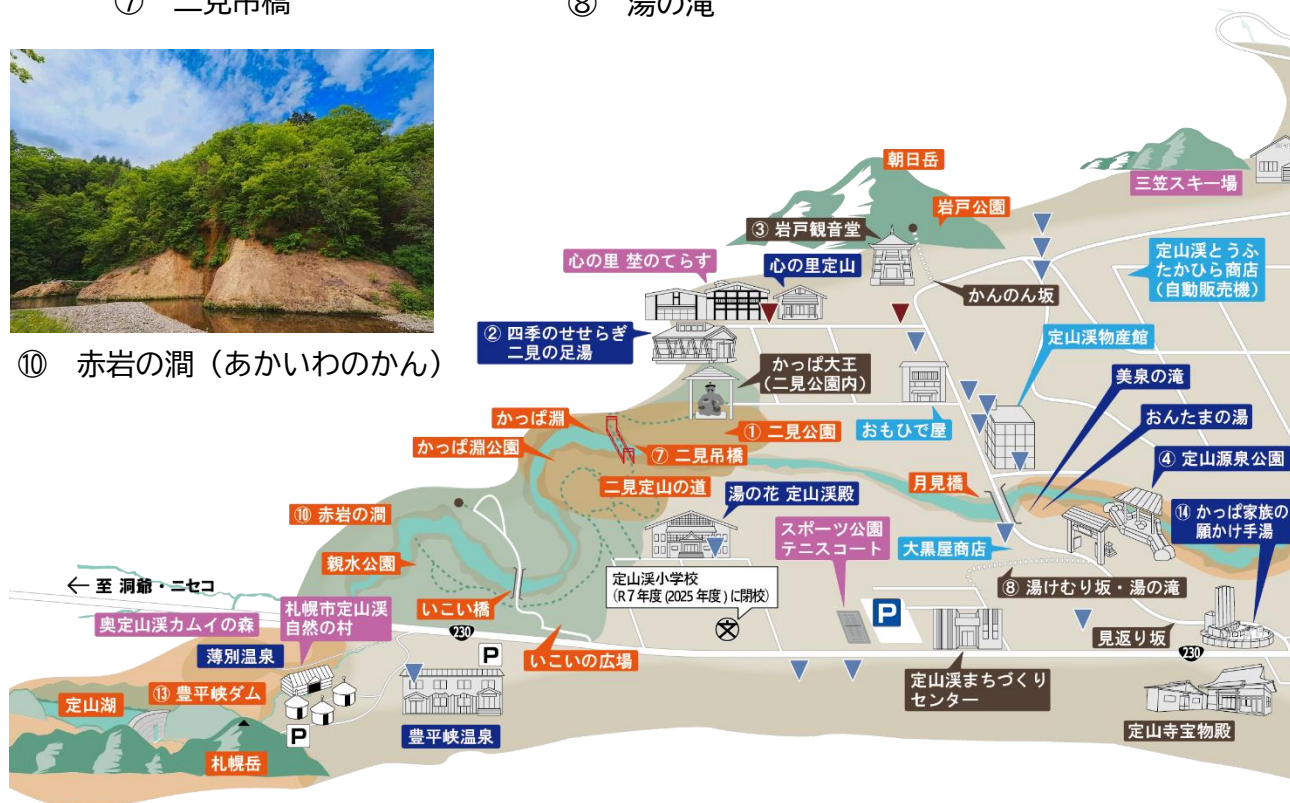 ⑦ 二見吊橋
⑧ 湯の滝
⑩ 赤岩の澗（あかいわのかん）
朝日岳
岩戸公園
三笠スキー場
③ 岩戸観音堂
心の里 埜のてらす
心の里定山
かんのん坂
定山渓とうふ
たかひら商店
（自動販売機）
② 四季のせせらぎ
二見の足湯
定山渓物産館
かっぱ大王
（二見公園内）
美泉の滝
かっぱ淵
① 二見公園
おもひで屋
おんたまの湯
かっぱ淵公園
⑦ 二見吊橋
④ 定山源泉公園
二見定山の道
湯の花 定山渓殿
月見橋
⑩ 赤岩の澗
スポーツ公園
テニスコート
大黒屋商店
⑭ かっぱ家族の
願かけ手湯
親水公園
定山渓小学校
（R７年度(2025年度)に閉校）
⑧ 湯けむり坂・湯の滝
← 至 洞爺・ニセコ
いこい橋
文
P
奥定山渓カムイの森
札幌市定山渓
自然の村
230
見返り坂
230
薄別温泉
P
いこいの広場
定山湖
⑬ 豊平峡ダム
定山渓まちづくり
センター
P
豊平峡温泉
定山寺宝物殿
札幌岳